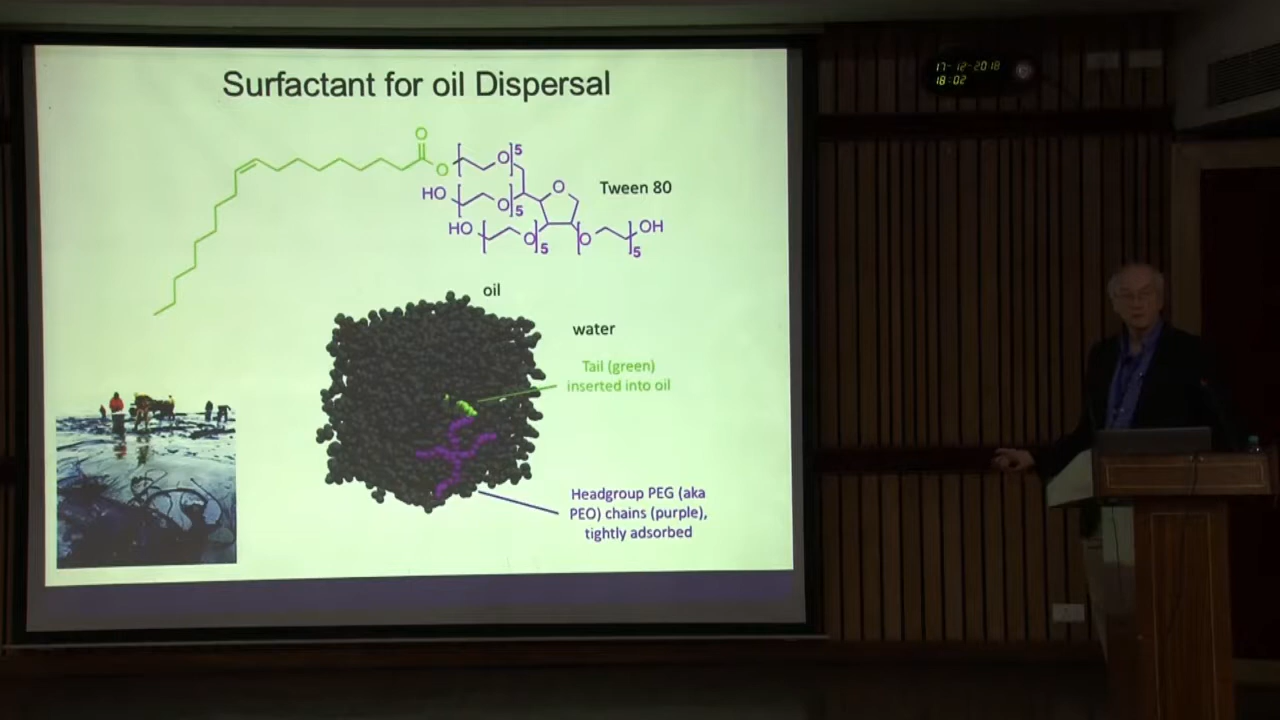 Surfactant for oil Dispersal
17-12-2018
18:02
O
O
O
5
HO
O
5
O
Tween 80
HO
O
5
O
5
OH
oil
water
Tail (green)
inserted into oil
Headgroup PEG (aka
PEO) chains (purple),
tightly adsorbed